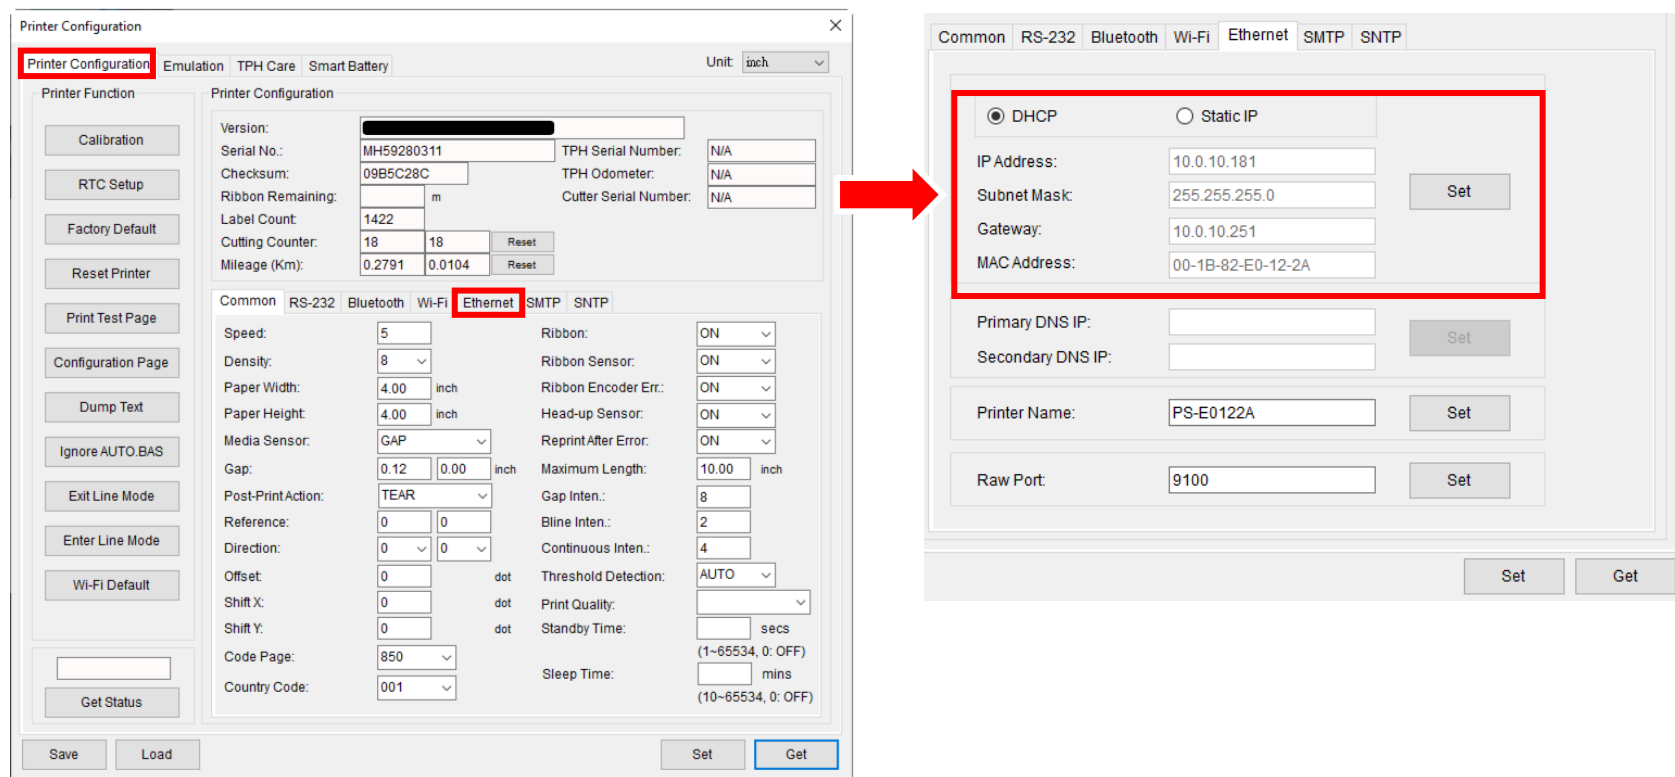 Printer Configuration
Printer Configuration Emulation TPH Care Smart Battery Unit: inch
Printer Function
Calibration
RTC Setup
Factory Default
Reset Printer
Print Test Page
Configuration Page
Dump Text
Ignore AUTO.BAS
Exit Line Mode
Enter Line Mode
Wi-Fi Default
Get Status
Printer Configuration
Version:
Serial No.: MH59280311 TPH Serial Number: N/A
Checksum: 09B5C28C TPH Odometer: N/A
Ribbon Remaining: m Cutter Serial Number: N/A
Label Count: 1422
Cutting Counter: 18 18 Reset
Mileage (Km): 0.2791 0.0104 Reset
Common RS-232 Bluetooth Wi-Fi Ethernet SMTP SNTP
Speed: 5 Ribbon: ON
Density: 8 Ribbon Sensor: ON
Paper Width: 4.00 inch Ribbon Encoder Err.: ON
Paper Height: 4.00 inch Head-up Sensor: ON
Media Sensor: GAP Reprint After Error: ON
Gap: 0.12 0.00 inch Maximum Length: 10.00 inch
Post-Print Action: TEAR Gap Inten.: 8
Reference: 0 0 Bline Inten.: 2
Direction: 0 0 Continuous Inten.: 4
Offset: 0 dot Threshold Detection: AUTO
Shift X: 0 dot Print Quality:
Shift Y: 0 dot Standby Time: secs
(1~65534, 0: OFF)
Code Page: 850 Sleep Time: mins
Country Code: 001 (10~65534, 0: OFF)
Save Load Set Get
Common RS-232 Bluetooth Wi-Fi Ethernet SMTP SNTP
DHCP Static IP
IP Address: 10.0.10.181
Subnet Mask: 255.255.255.0 Set
Gateway: 10.0.10.251
MAC Address: 00-1B-82-E0-12-2A
Primary DNS IP:
Set
Secondary DNS IP:
Printer Name: PS-E0122A Set
Raw Port: 9100 Set
Set Get